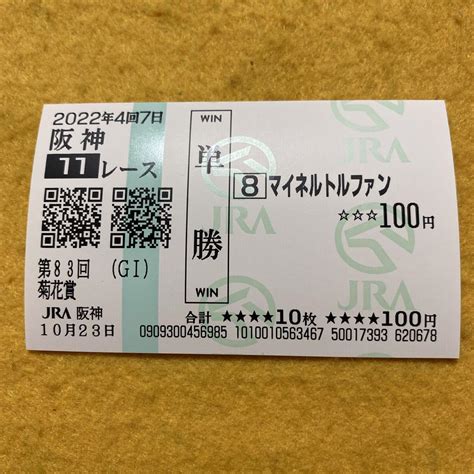 2022年4回7日
阪神
11レース
第83回 (GI)
菊花賞
JRA 阪神
10月23日
WIN
単勝
WIN
8 マイネルトルファン
☆☆☆100円
JRA
JRA
JRA
合計 ★★★★10枚 ★★★★100円
0909300456985 1010010563467 50017393 620678